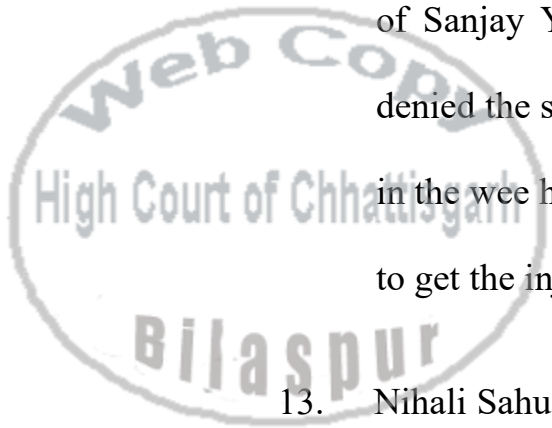 of Sanjay Y
denied the s
in the wee h
to get the in
13. Nihali Sahu
Web Copy
High Court of Chhattisgarh
Bilaspur